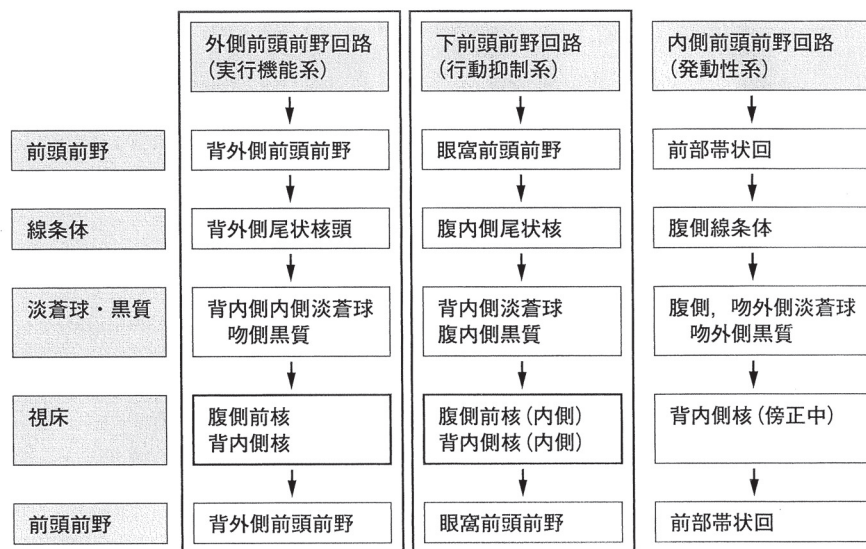 外側前頭前野回路
(実行機能系)
下前頭前野回路
(行動抑制系)
内側前頭前野回路
(発動性系)
前頭前野
背外側前頭前野
眼窩前頭前野
前部帯状回
線条体
背外側尾状核頭
腹内側尾状核
腹側線条体
淡蒼球・黒質
背内側内側淡蒼球
吻側黒質
背内側淡蒼球
腹内側黒質
腹側，吻外側淡蒼球
吻外側黒質
視床
腹側前核
背内側核
腹側前核(内側)
背内側核(内側)
背内側核(傍正中)
前頭前野
背外側前頭前野
眼窩前頭前野
前部帯状回